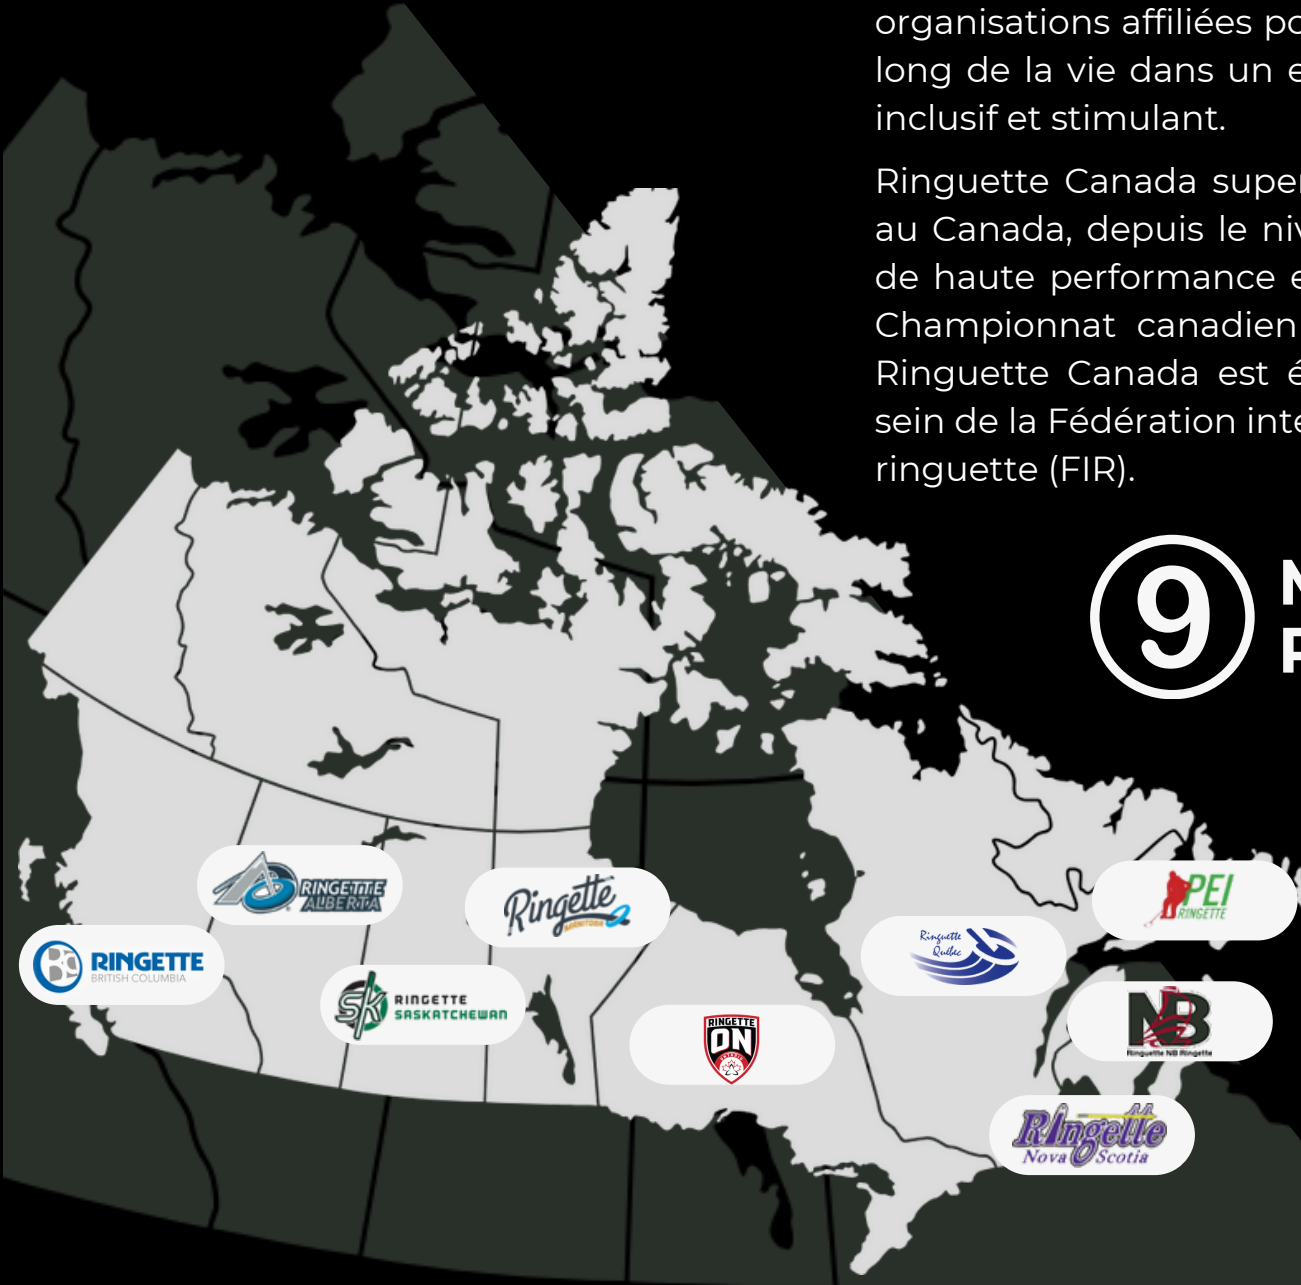 organisations affiliées po
long de la vie dans un e
inclusif et stimulant.
Ringuette Canada super
au Canada, depuis le niv
de haute performance e
Championnat canadien
Ringuette Canada est é
sein de la Fédération inte
ringuette (FIR).
9
RINGETTE
ALBERTA
Ringette
MANITOBA
PEI
RINGETTE
BC
RINGETTE
BRITISH COLUMBIA
Ringuette
Québec
SK
RINGETTE
SASKATCHEWAN
RINGETTE
ON
ONTARIO
NB
Ringuette NB Ringette
Ringette
Nova Scotia